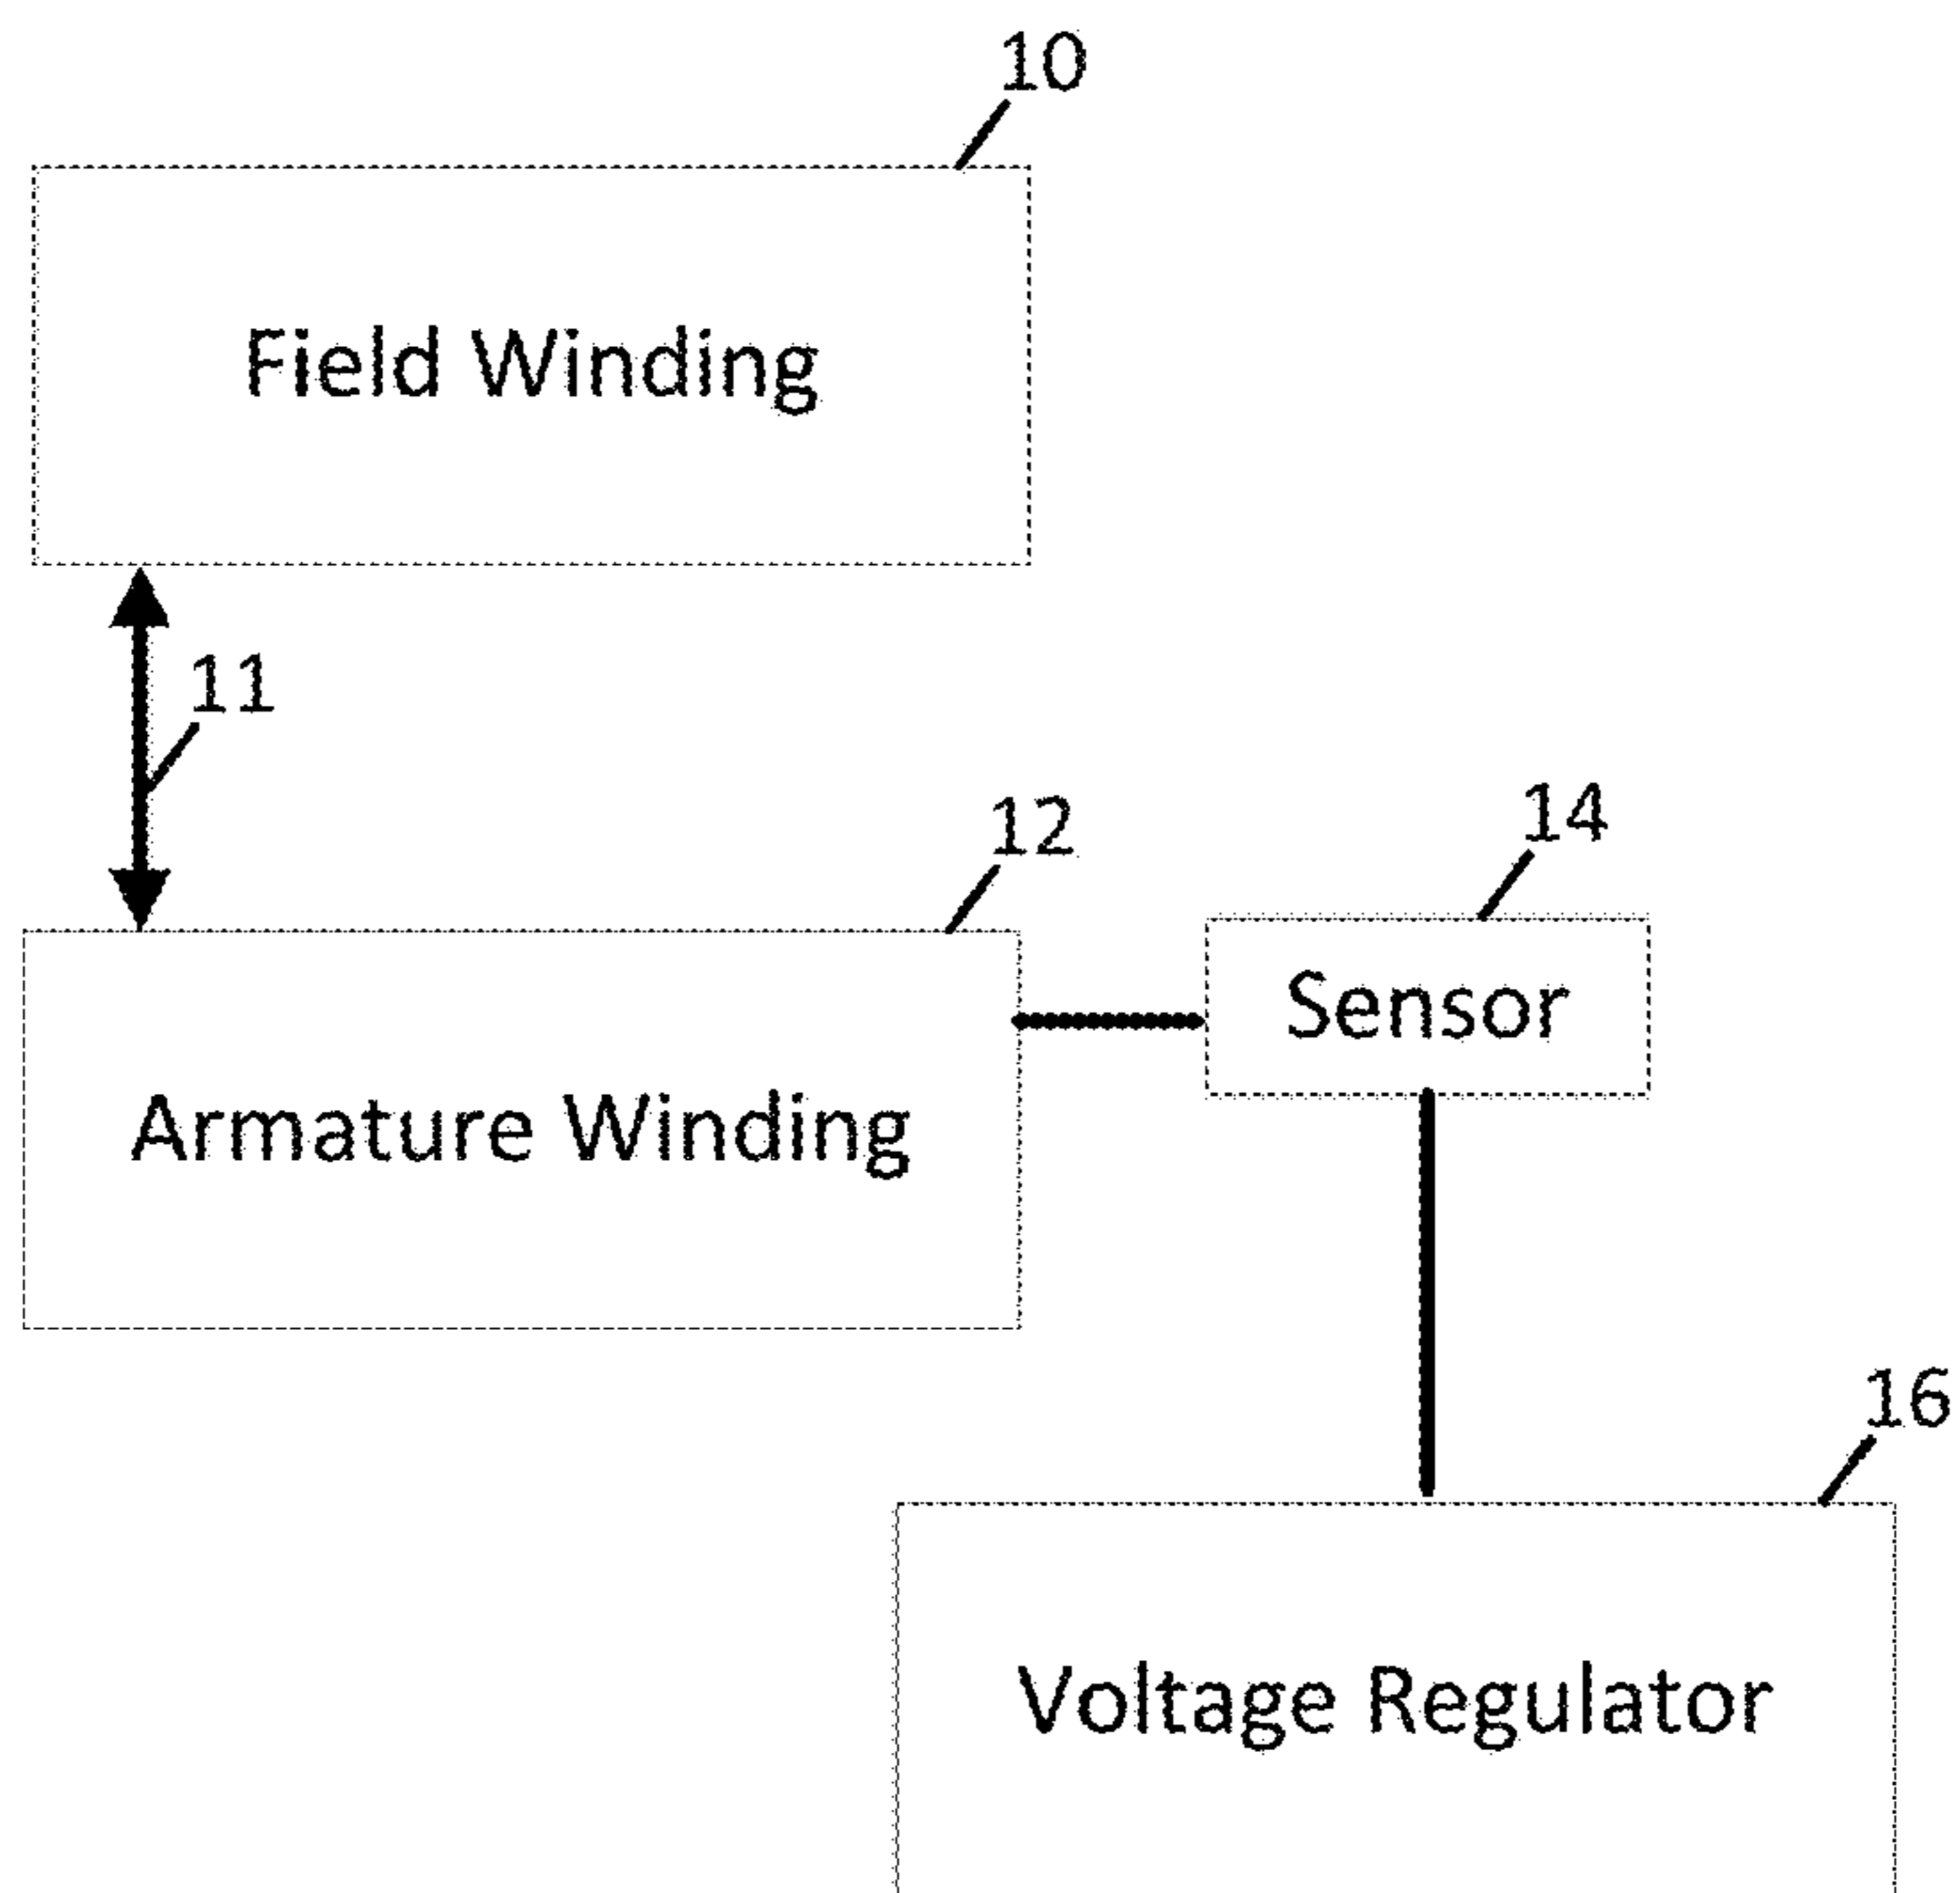 10
Field Winding
11
12
14
Sensor
Armature Winding
16
Voltage Regulator